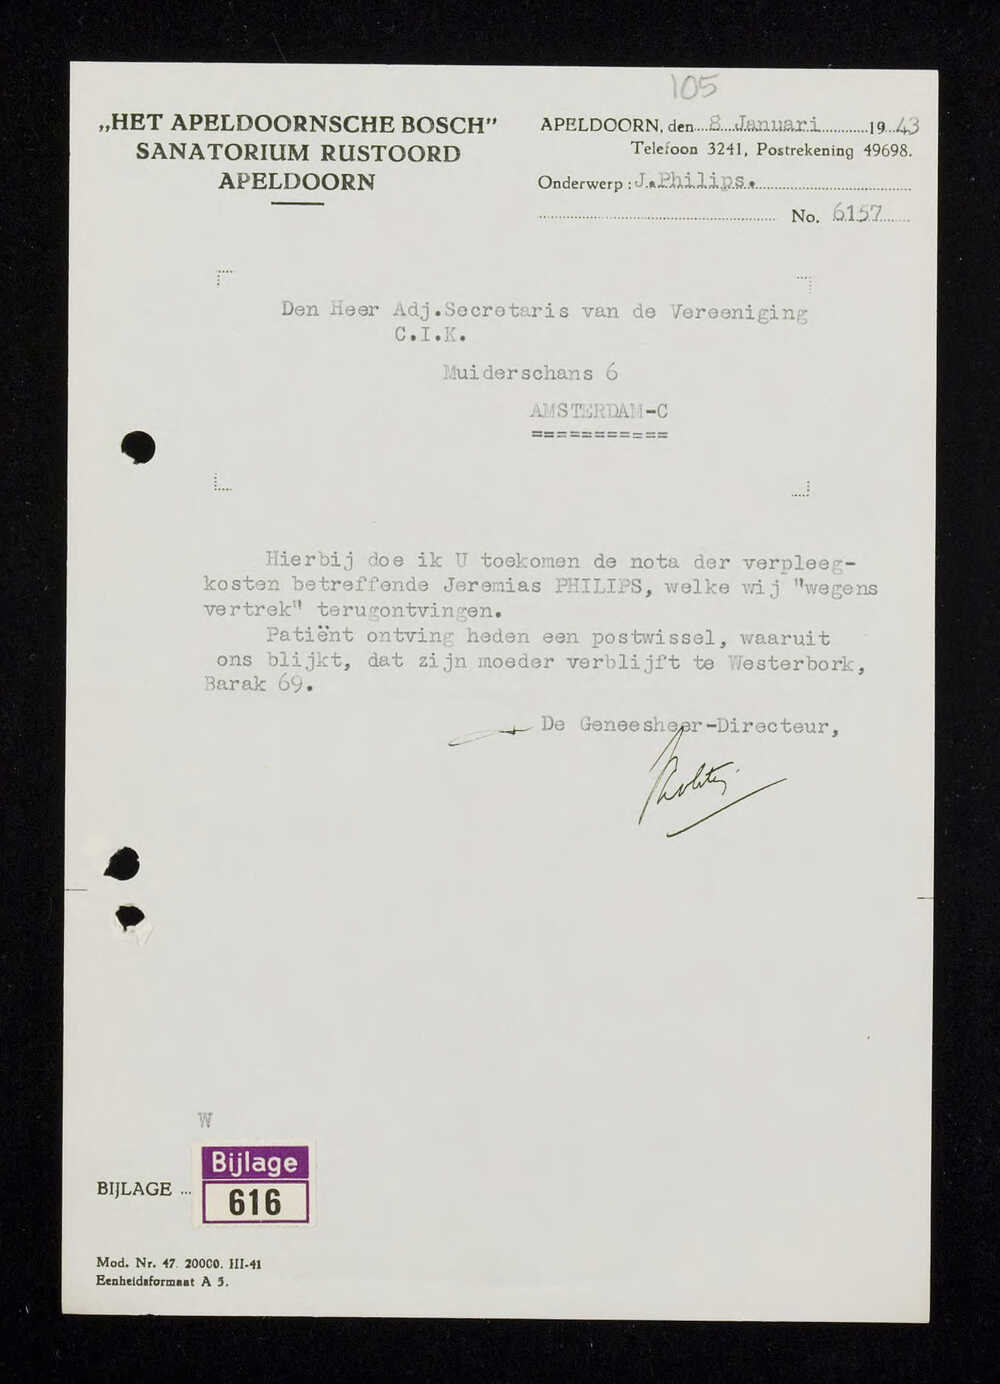 105
„HET APELDOORNSCHE BOSCH”
SANATORIUM RUSTOORD
APELDOORN
APELDOORN, den 8 Januari 1943
Telefoon 3241, Postrekening 49698.
Onderwerp : J.Philips.
No. 6157
Den Heer Adj.Secretaris van de Vereeniging
C.I.K.
Muiderschans 6
AMSTERDAM-C
===========
Hierbij doe ik U toekomen de nota der verpleeg-
kosten betreffende Jeremias PHILIPS, welke wij "wegens
vertrek" terugontvingen.
Patiënt ontving heden een postwissel, waaruit
ons blijkt, dat zijn moeder verblijft te Westerbork,
Barak 69.
De Geneesheer-Directeur,
W
Bijlage
BIJLAGE ...
616
Mod. Nr. 47. 20000. III-41
Eenheidsformaat A 5.